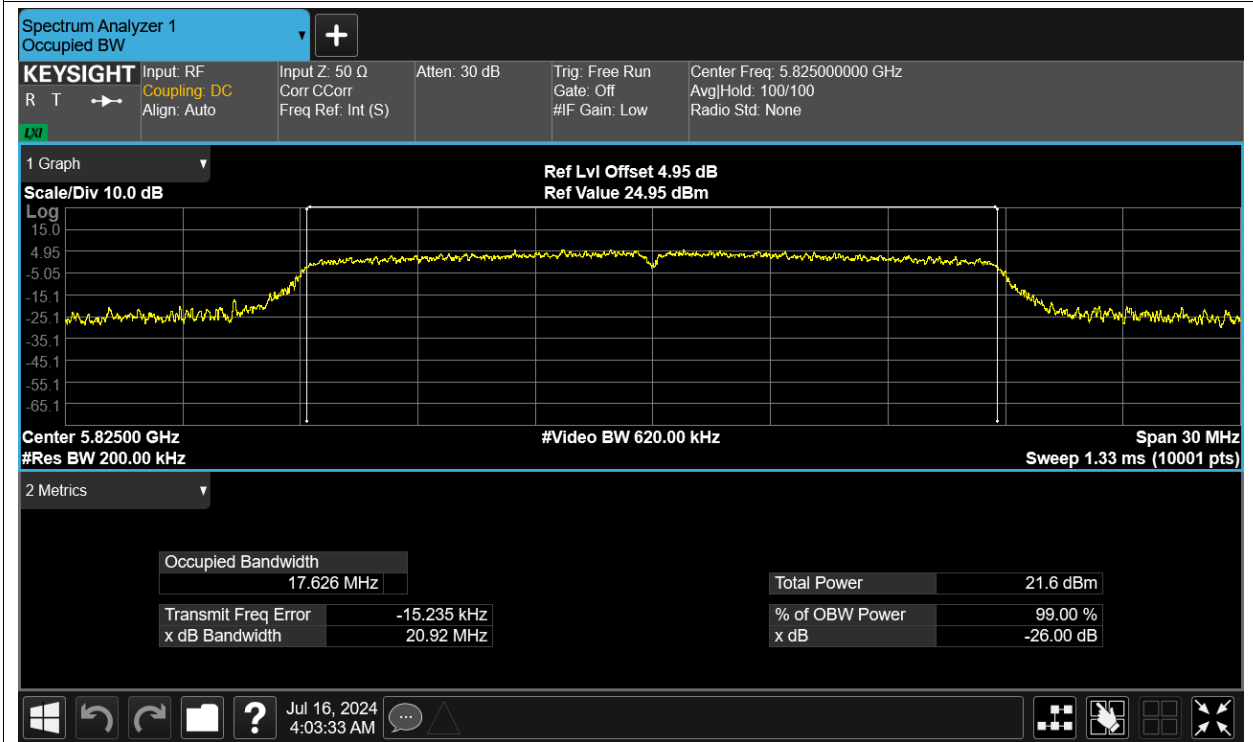 Spectrum Analyzer 1
Occupied BW
KEYSIGHT
R T
LXI
Input: RF
Coupling: DC
Align: Auto
Input Z: 50 Ω
Corr CCorr
Freq Ref: Int (S)
Atten: 30 dB
Trig: Free Run
Gate: Off
#IF Gain: Low
Center Freq: 5.825000000 GHz
Avg|Hold: 100/100
Radio Std: None
1 Graph
Scale/Div 10.0 dB
Ref Lvl Offset 4.95 dB
Ref Value 24.95 dBm
Log
15.0
4.95
-5.05
-15.1
-25.1
-35.1
-45.1
-55.1
-65.1
Center 5.82500 GHz
#Res BW 200.00 kHz
#Video BW 620.00 kHz
Span 30 MHz
Sweep 1.33 ms (10001 pts)
2 Metrics
Occupied Bandwidth
17.626 MHz
Transmit Freq Error -15.235 kHz
x dB Bandwidth 20.92 MHz
Total Power 21.6 dBm
% of OBW Power 99.00 %
x dB -26.00 dB
?
Jul 16, 2024
4:03:33 AM